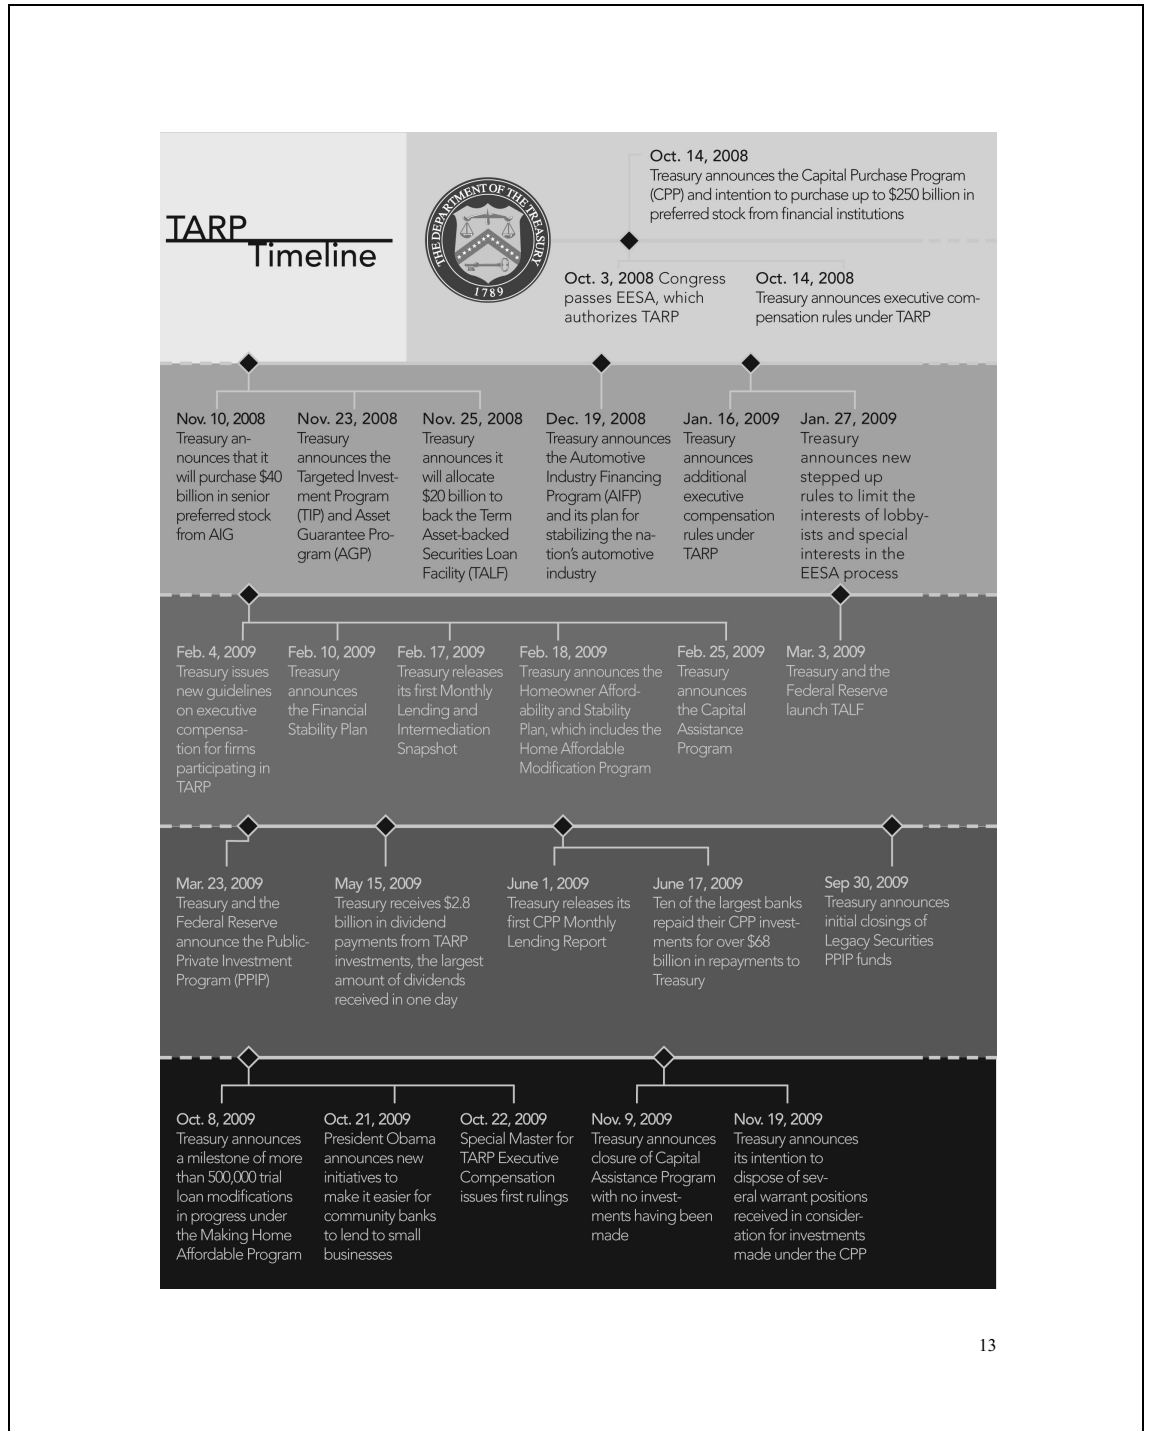 TARP
Timeline
THE DEPARTMENT OF THE TREASURY
1789
Oct. 14, 2008
Treasury announces the Capital Purchase Program
(CPP) and intention to purchase up to $250 billion in
preferred stock from financial institutions
Oct. 3, 2008 Congress
passes EESA, which
authorizes TARP
Oct. 14, 2008
Treasury announces executive com-
pensation rules under TARP
Nov. 10, 2008
Treasury an-
nounces that it
will purchase $40
billion in senior
preferred stock
from AIG
Nov. 23, 2008
Treasury
announces the
Targeted Invest-
ment Program
(TIP) and Asset
Guarantee Pro-
gram (AGP)
Nov. 25, 2008
Treasury
announces it
will allocate
$20 billion to
back the Term
Asset-backed
Securities Loan
Facility (TALF)
Dec. 19, 2008
Treasury announces
the Automotive
Industry Financing
Program (AIFP)
and its plan for
stabilizing the na-
tion's automotive
industry
Jan. 16, 2009
Treasury
announces
additional
executive
compensation
rules under
TARP
Jan. 27, 2009
Treasury
announces new
stepped up
rules to limit the
interests of lobby-
ists and special
interests in the
EESA process
Feb. 4, 2009
Treasury issues
new guidelines
on executive
compensa-
tion for firms
participating in
TARP
Feb. 10, 2009
Treasury
announces
the Financial
Stability Plan
Feb. 17, 2009
Treasury releases
its first Monthly
Lending and
Intermediation
Snapshot
Feb. 18, 2009
Treasury announces the
Homeowner Afford-
ability and Stability
Plan, which includes the
Home Affordable
Modification Program
Feb. 25, 2009
Treasury
announces
the Capital
Assistance
Program
Mar. 3, 2009
Treasury and the
Federal Reserve
launch TALF
Mar. 23, 2009
Treasury and the
Federal Reserve
announce the Public-
Private Investment
Program (PPIP)
May 15, 2009
Treasury receives $2.8
billion in dividend
payments from TARP
investments, the largest
amount of dividends
received in one day
June 1, 2009
Treasury releases its
first CPP Monthly
Lending Report
June 17, 2009
Ten of the largest banks
repaid their CPP invest-
ments for over $68
billion in repayments to
Treasury
Sep 30, 2009
Treasury announces
initial closings of
Legacy Securities
PPIP funds
Oct. 8, 2009
Treasury announces
a milestone of more
than 500,000 trial
loan modifications
in progress under
the Making Home
Affordable Program
Oct. 21, 2009
President Obama
announces new
initiatives to
make it easier for
community banks
to lend to small
businesses
Oct. 22, 2009
Special Master for
TARP Executive
Compensation
issues first rulings
Nov. 9, 2009
Treasury announces
closure of Capital
Assistance Program
with no invest-
ments having been
made
Nov. 19, 2009
Treasury announces
its intention to
dispose of sev-
eral warrant positions
received in consider-
ation for investments
made under the CPP
13